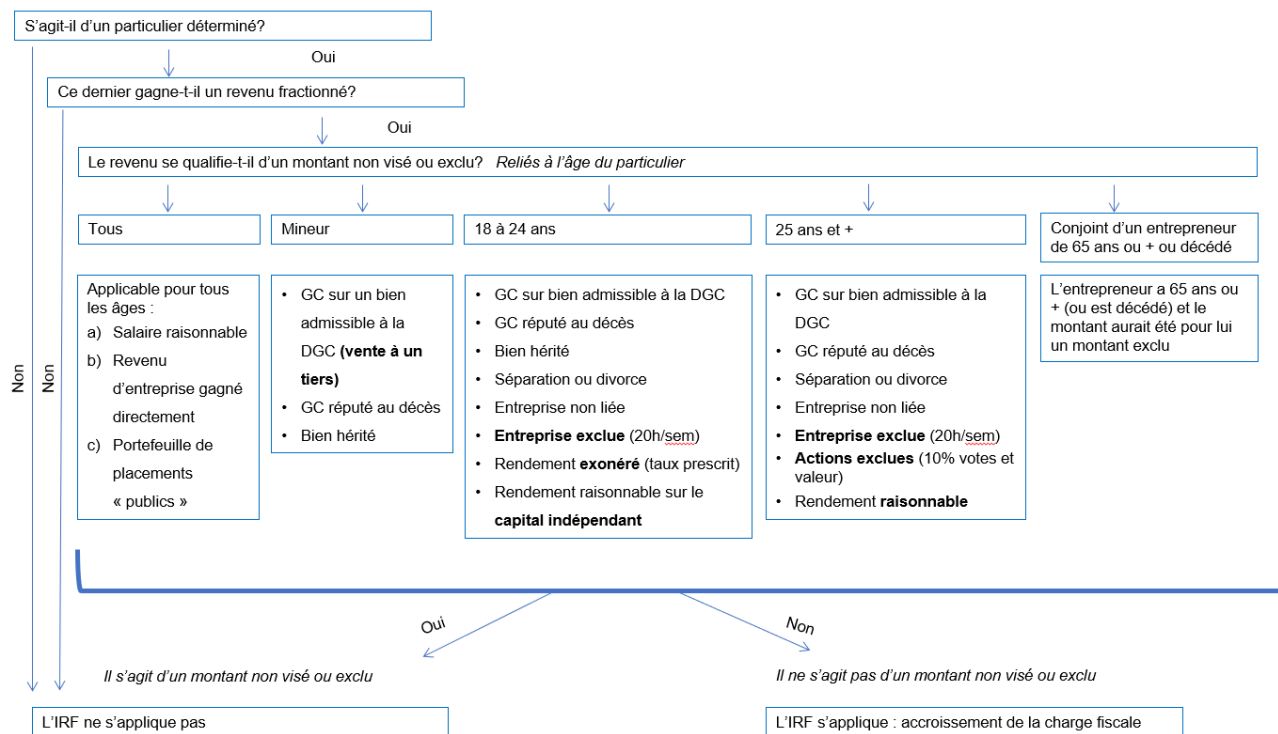 S’agit-il d’un particulier déterminé?
Oui
Ce dernier gagne-t-il un revenu fractionné?
Oui
Le revenu se qualifie-t-il d’un montant non visé ou exclu? Reliés à l’âge du particulier
Tous
Mineur
18 à 24 ans
25 ans et +
Conjoint d’un entrepreneur
de 65 ans ou + ou décédé
Applicable pour tous
les âges :
a) Salaire raisonnable
b) Revenu
d’entreprise gagné
directement
c) Portefeuille de
placements
« publics »
• GC sur un bien
admissible à la
DGC (vente à un
tiers)
• GC réputé au décès
• Bien hérité
• GC sur bien admissible à la DGC
• GC réputé au décès
• Bien hérité
• Séparation ou divorce
• Entreprise non liée
• Entreprise exclue (20h/sem)
• Rendement exonéré (taux prescrit)
• Rendement raisonnable sur le
capital indépendant
• GC sur bien admissible à la
DGC
• GC réputé au décès
• Séparation ou divorce
• Entreprise non liée
• Entreprise exclue (20h/sem)
• Actions exclues (10% votes et
valeur)
• Rendement raisonnable
L’entrepreneur a 65 ans ou
+ (ou est décédé) et le
montant aurait été pour lui
un montant exclu
Non
Non
Oui
Non
Il s’agit d’un montant non visé ou exclu
Il ne s’agit pas d’un montant non visé ou exclu
L’IRF ne s’applique pas
L’IRF s’applique : accroissement de la charge fiscale